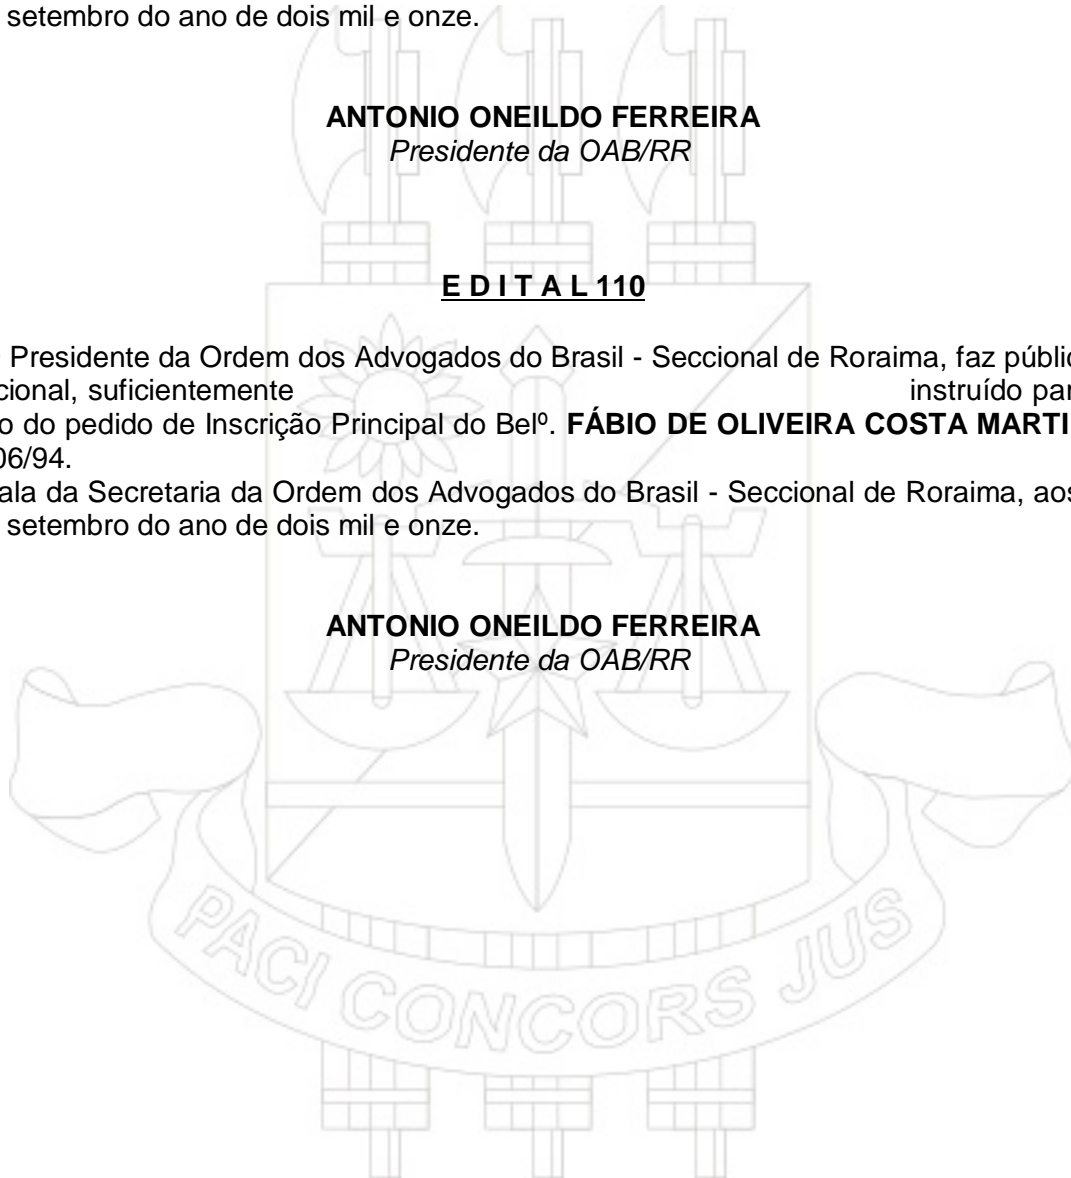 setembro do ano de dois mil e onze.
ANTONIO ONEILDO FERREIRA
Presidente da OAB/RR
E D I T A L 110
Presidente da Ordem dos Advogados do Brasil - Seccional de Roraima, faz públic
cional, suficientemente instruído par
o do pedido de Inscrição Principal do Belº. FÁBIO DE OLIVEIRA COSTA MARTI
06/94.
ala da Secretaria da Ordem dos Advogados do Brasil - Seccional de Roraima, aos
setembro do ano de dois mil e onze.
ANTONIO ONEILDO FERREIRA
Presidente da OAB/RR
PACI CONCORS JUS